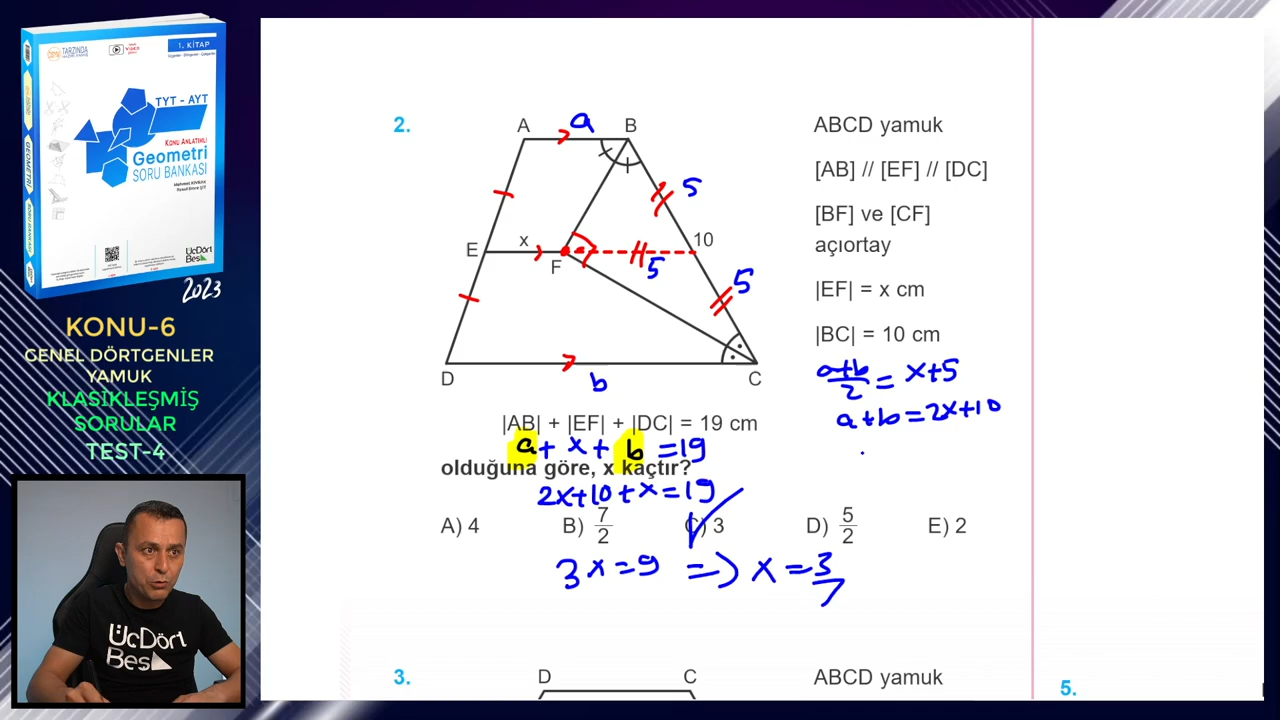 TARZINDA
1. KİTAP
TYT - AYT
KONU ANLATIMLI
Geometri
SORU BANKASI
GEOMETRİ
ÜçDört
Beş
2023
KONU-6
GENEL DÖRTGENLER
YAMUK
KLASİKLEŞMİŞ
SORULAR
TEST-4
ÜçDört
Beş
2.
A
a
B
5
E
x
F
5
10
5
D
b
C
ABCD yamuk
[AB] // [EF] // [DC]
[BF] ve [CF]
açıortay
|EF| = x cm
|BC| = 10 cm
a+b/2 = x+5
a+b=2x+10
|AB| + |EF| + |DC| = 19 cm
a+ x+ b =19
olduğuna göre, x kaçtır?
2x+10+x=19
A) 4 B) 7/2 C) 3 D) 5/2 E) 2
3x=9 => x=3
3.
D C
ABCD yamuk
5.